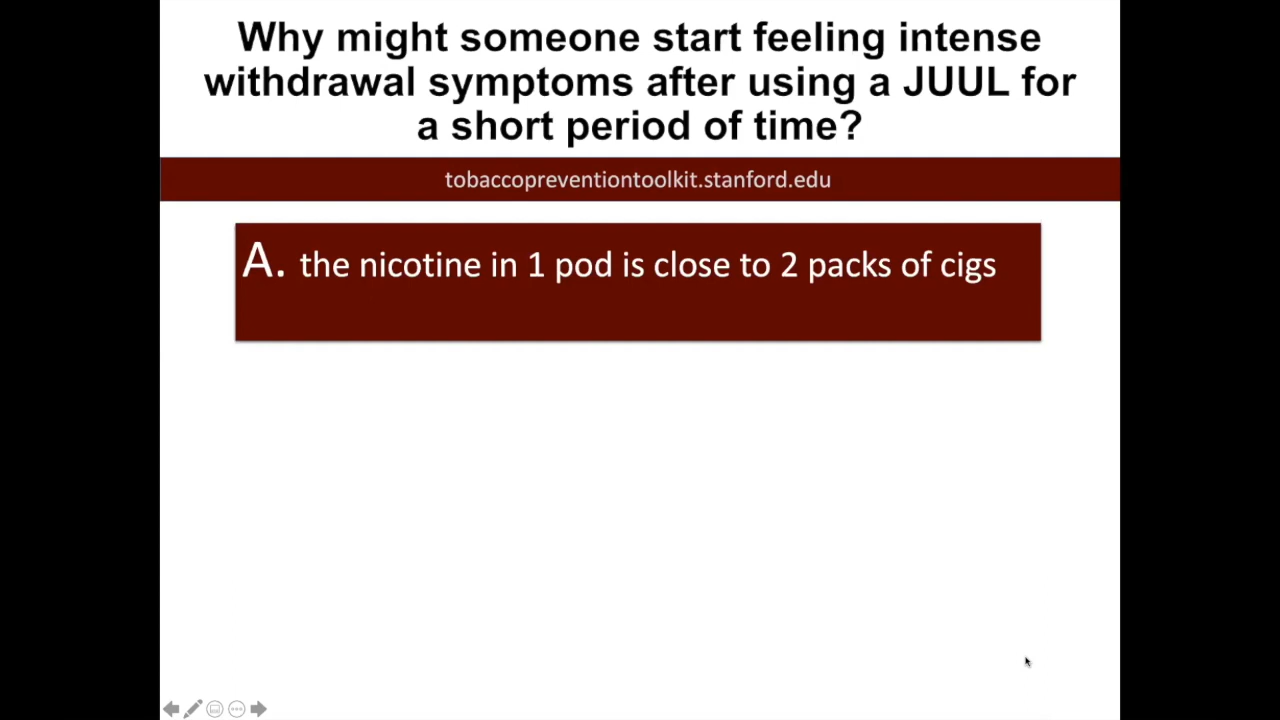 Why might someone start feeling intense
withdrawal symptoms after using a JUUL for
a short period of time?
tobaccopreventiontoolkit.stanford.edu
A. the nicotine in 1 pod is close to 2 packs of cigs